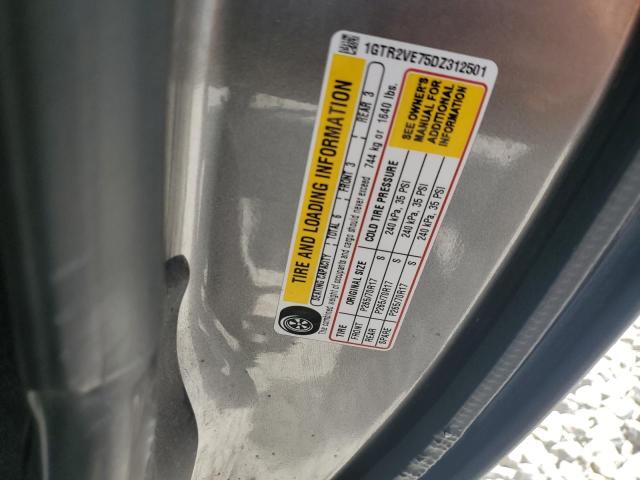 1GTR2VE75DZ312501
TIRE AND LOADING INFORMATION
SEATING CAPACITY TOTAL 6 FRONT 3 REAR 3
The combined weight of occupants and cargo should never exceed 744 kg or 1640 lbs.
TIRE ORIGINAL SIZE COLD TIRE PRESSURE
FRONT P265/70R17 S 240 kPa, 35 PSI
REAR P265/70R17 S 240 kPa, 35 PSI
SPARE P265/70R17 S 240 kPa, 35 PSI
SEE OWNER'S
MANUAL FOR
ADDITIONAL
INFORMATION